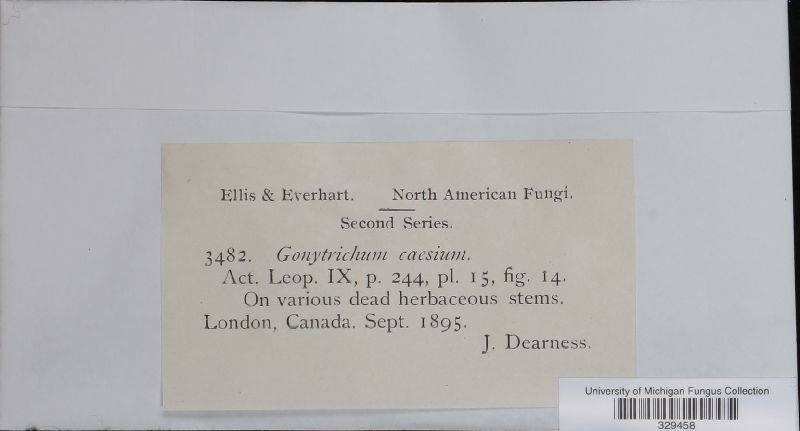 Ellis & Everhart. North American Fungi.
Second Series.
3482. Gonytrichum caesium.
Act. Leop. IX, p. 244, pl. 15, fig. 14.
On various dead herbaceous stems.
London, Canada. Sept. 1895.
J. Dearness.
University of Michigan Fungus Collection
329458